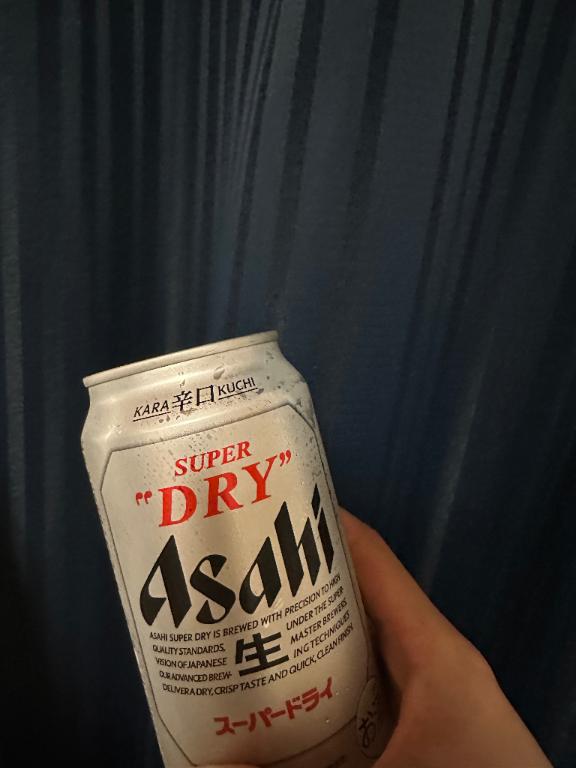 KARA 辛口 KUCHI
SUPER
"DRY"
Asahi
ASAHI SUPER DRY IS BREWED WITH PRECISION TO HIGH
QUALITY STANDARDS, UNDER THE SUPER-
VISION OF JAPANESE MASTER BREWERS.
OUR ADVANCED BREW- ING TECHNIQUES
DELIVER A DRY, CRISP TASTE AND QUICK, CLEAN FINISH.
生
スーパードライ